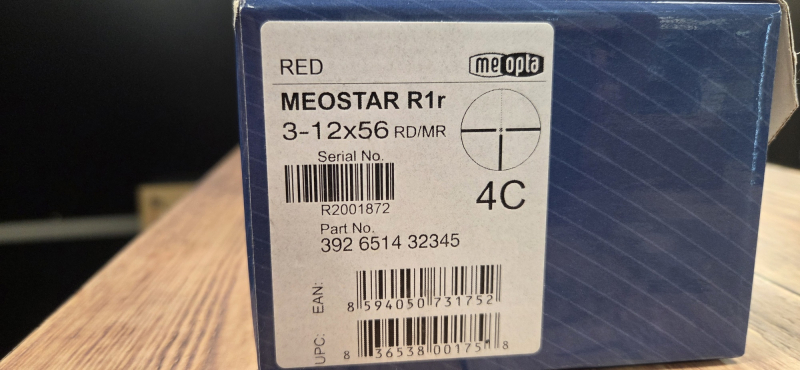 RED
meopta
MEOSTAR R1r
3-12x56 RD/MR
Serial No.
R2001872
4C
Part No.
392 6514 32345
EAN:
8 594050 731752
UPC:
8 36538 00175 8